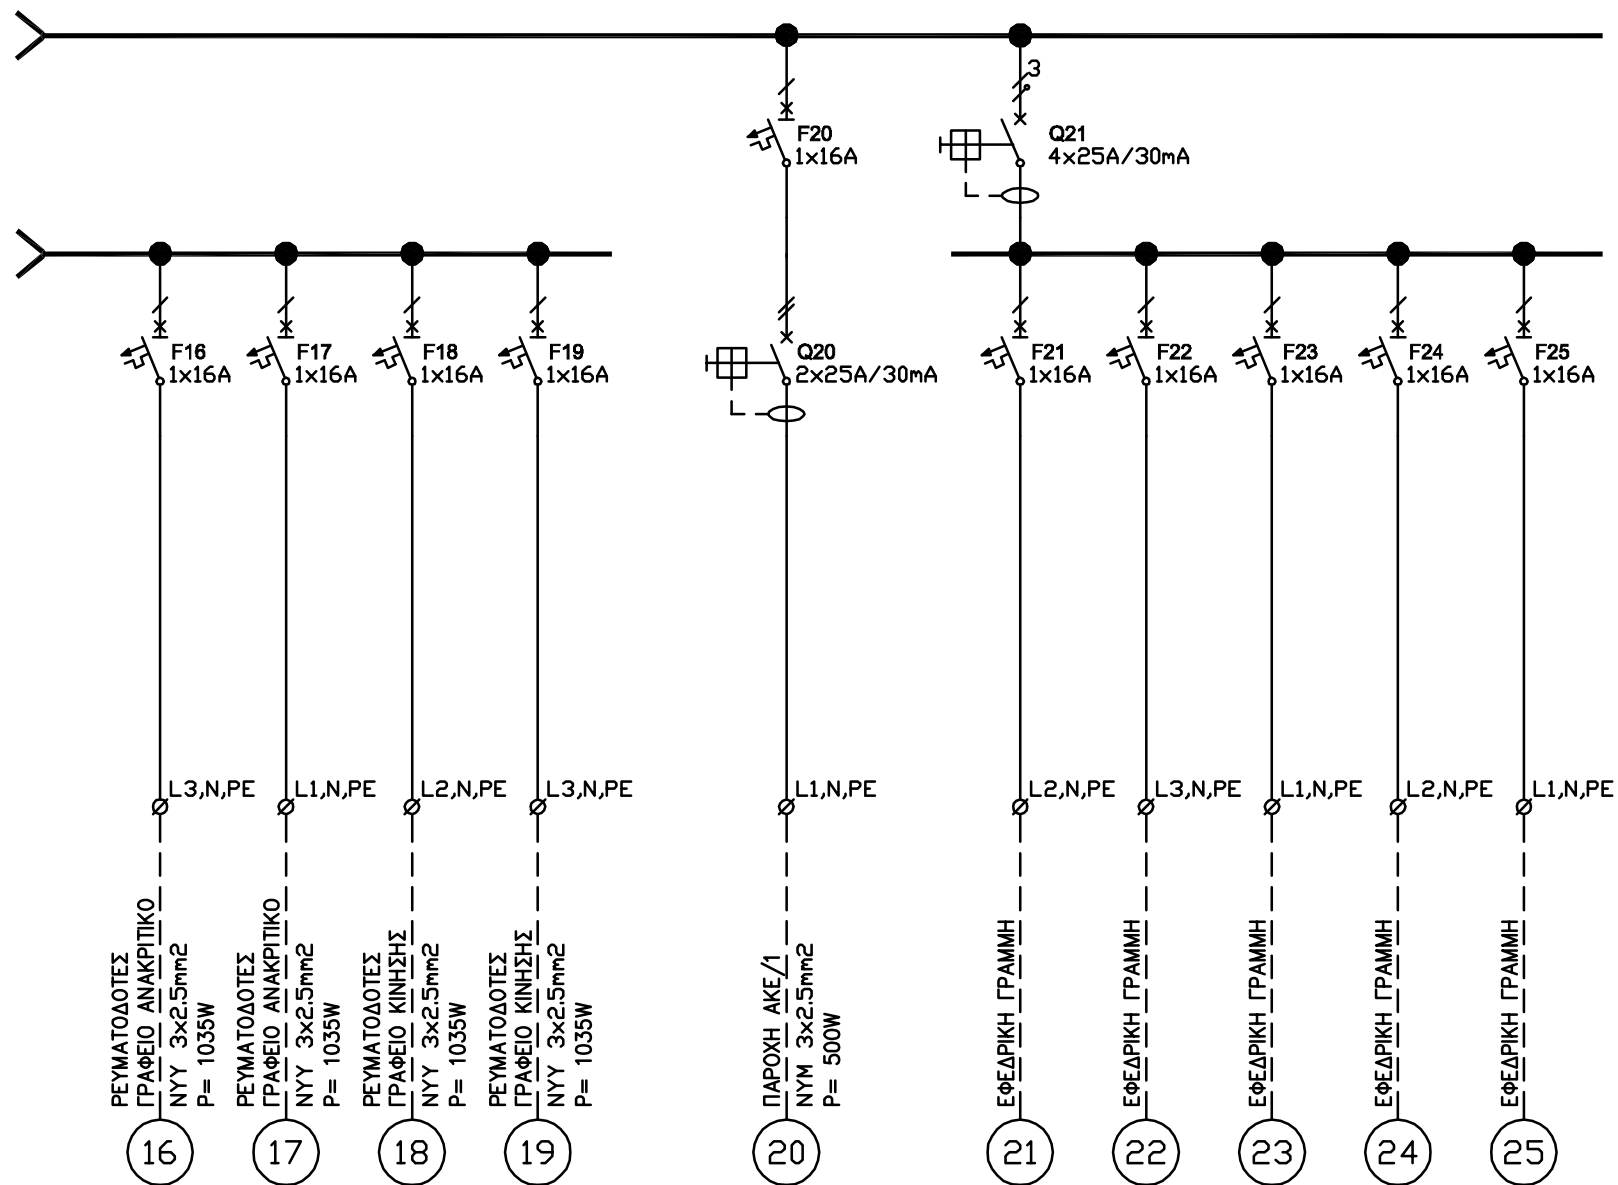 3
F20
1x16A
Q21
4x25A/30mA
F16
1x16A
F17
1x16A
F18
1x16A
F19
1x16A
Q20
2x25A/30mA
F21
1x16A
F22
1x16A
F23
1x16A
F24
1x16A
F25
1x16A
L3,N,PE
L1,N,PE
L2,N,PE
L3,N,PE
L1,N,PE
L2,N,PE
L3,N,PE
L1,N,PE
L2,N,PE
L1,N,PE
ΡΕΥΜΑΤΟΔΟΤΕΣ
ΓΡΑΦΕΙΟ ΑΝΑΚΡΙΤΙΚΟ
NYY 3x2.5mm2
P= 1035W
ΡΕΥΜΑΤΟΔΟΤΕΣ
ΓΡΑΦΕΙΟ ΑΝΑΚΡΙΤΙΚΟ
NYY 3x2.5mm2
P= 1035W
ΡΕΥΜΑΤΟΔΟΤΕΣ
ΓΡΑΦΕΙΟ ΚΙΝΗΣΗΣ
NYY 3x2.5mm2
P= 1035W
ΡΕΥΜΑΤΟΔΟΤΕΣ
ΓΡΑΦΕΙΟ ΚΙΝΗΣΗΣ
NYY 3x2.5mm2
P= 1035W
ΠΑΡΟΧΗ ΑΚΕ/1
NYM 3x2.5mm2
P= 500W
ΕΦΕΔΡΙΚΗ ΓΡΑΜΜΗ
ΕΦΕΔΡΙΚΗ ΓΡΑΜΜΗ
ΕΦΕΔΡΙΚΗ ΓΡΑΜΜΗ
ΕΦΕΔΡΙΚΗ ΓΡΑΜΜΗ
ΕΦΕΔΡΙΚΗ ΓΡΑΜΜΗ
16
17
18
19
20
21
22
23
24
25